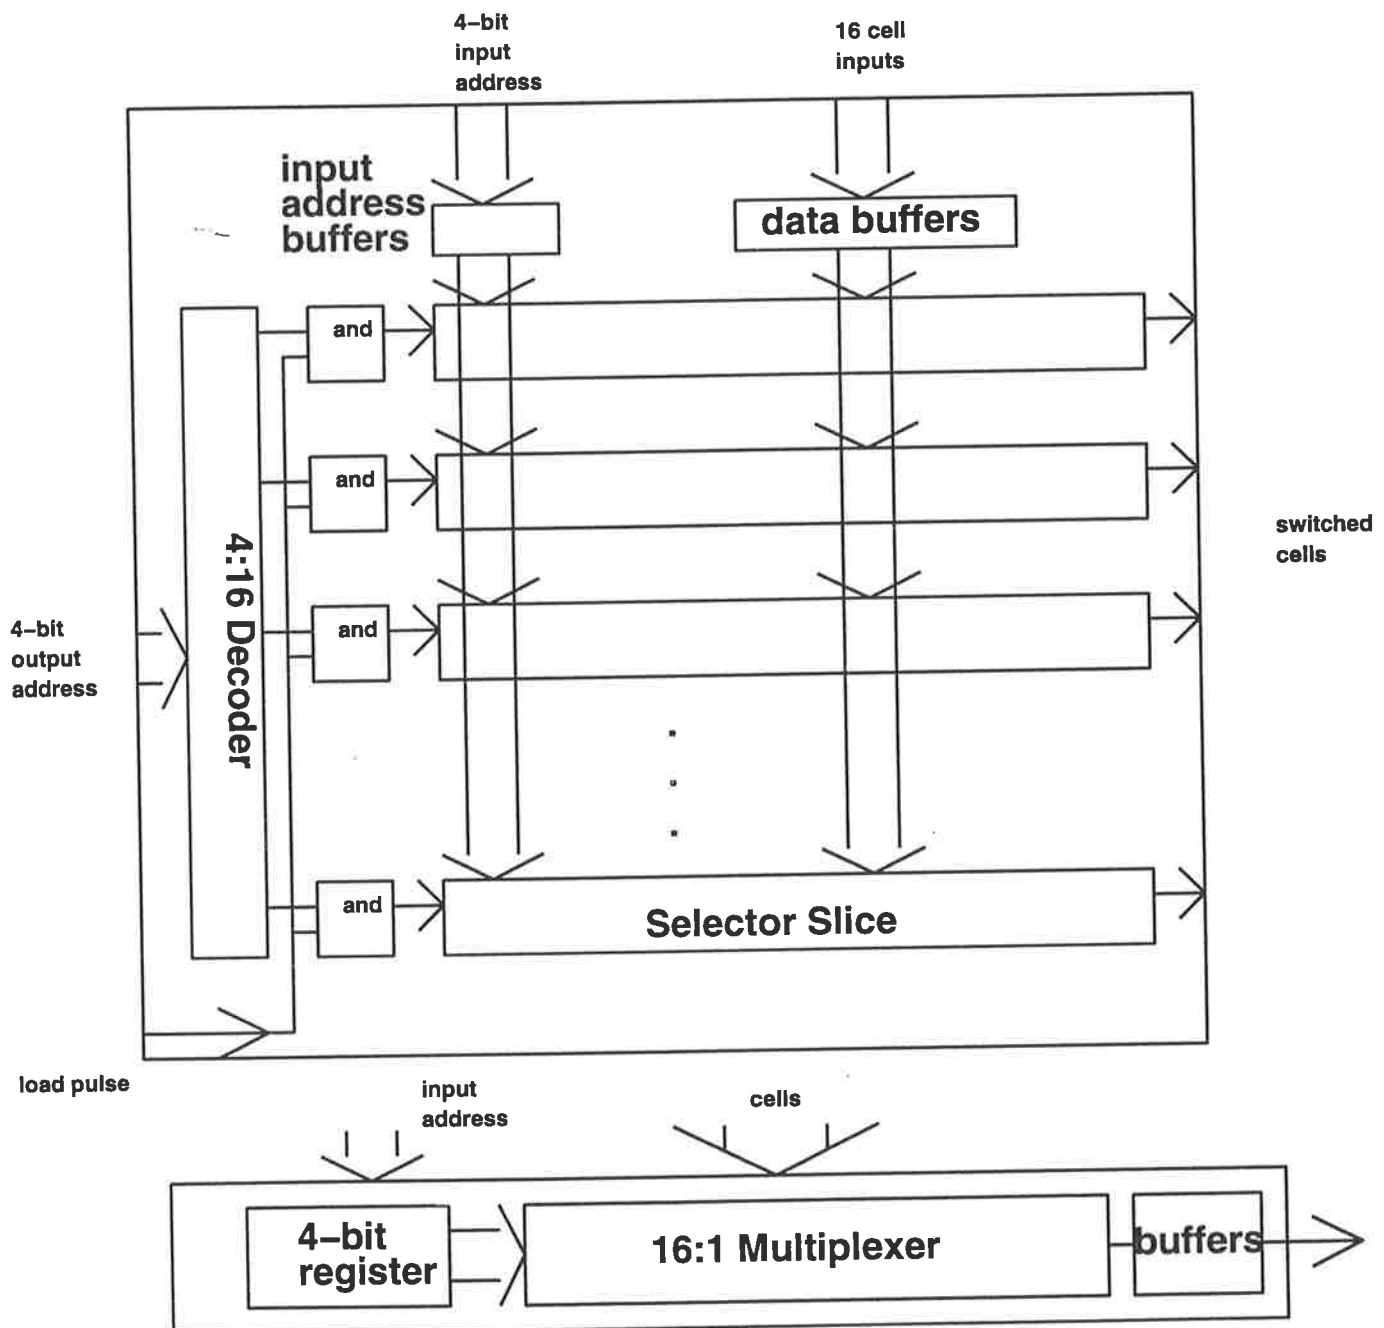 4–bit
input
address
16 cell
inputs
input
address
buffers
data buffers
and
and
4:16 Decoder
switched
cells
and
4–bit
output
address
and
Selector Slice
load pulse
input
address
cells
4–bit
register
16:1 Multiplexer
buffers